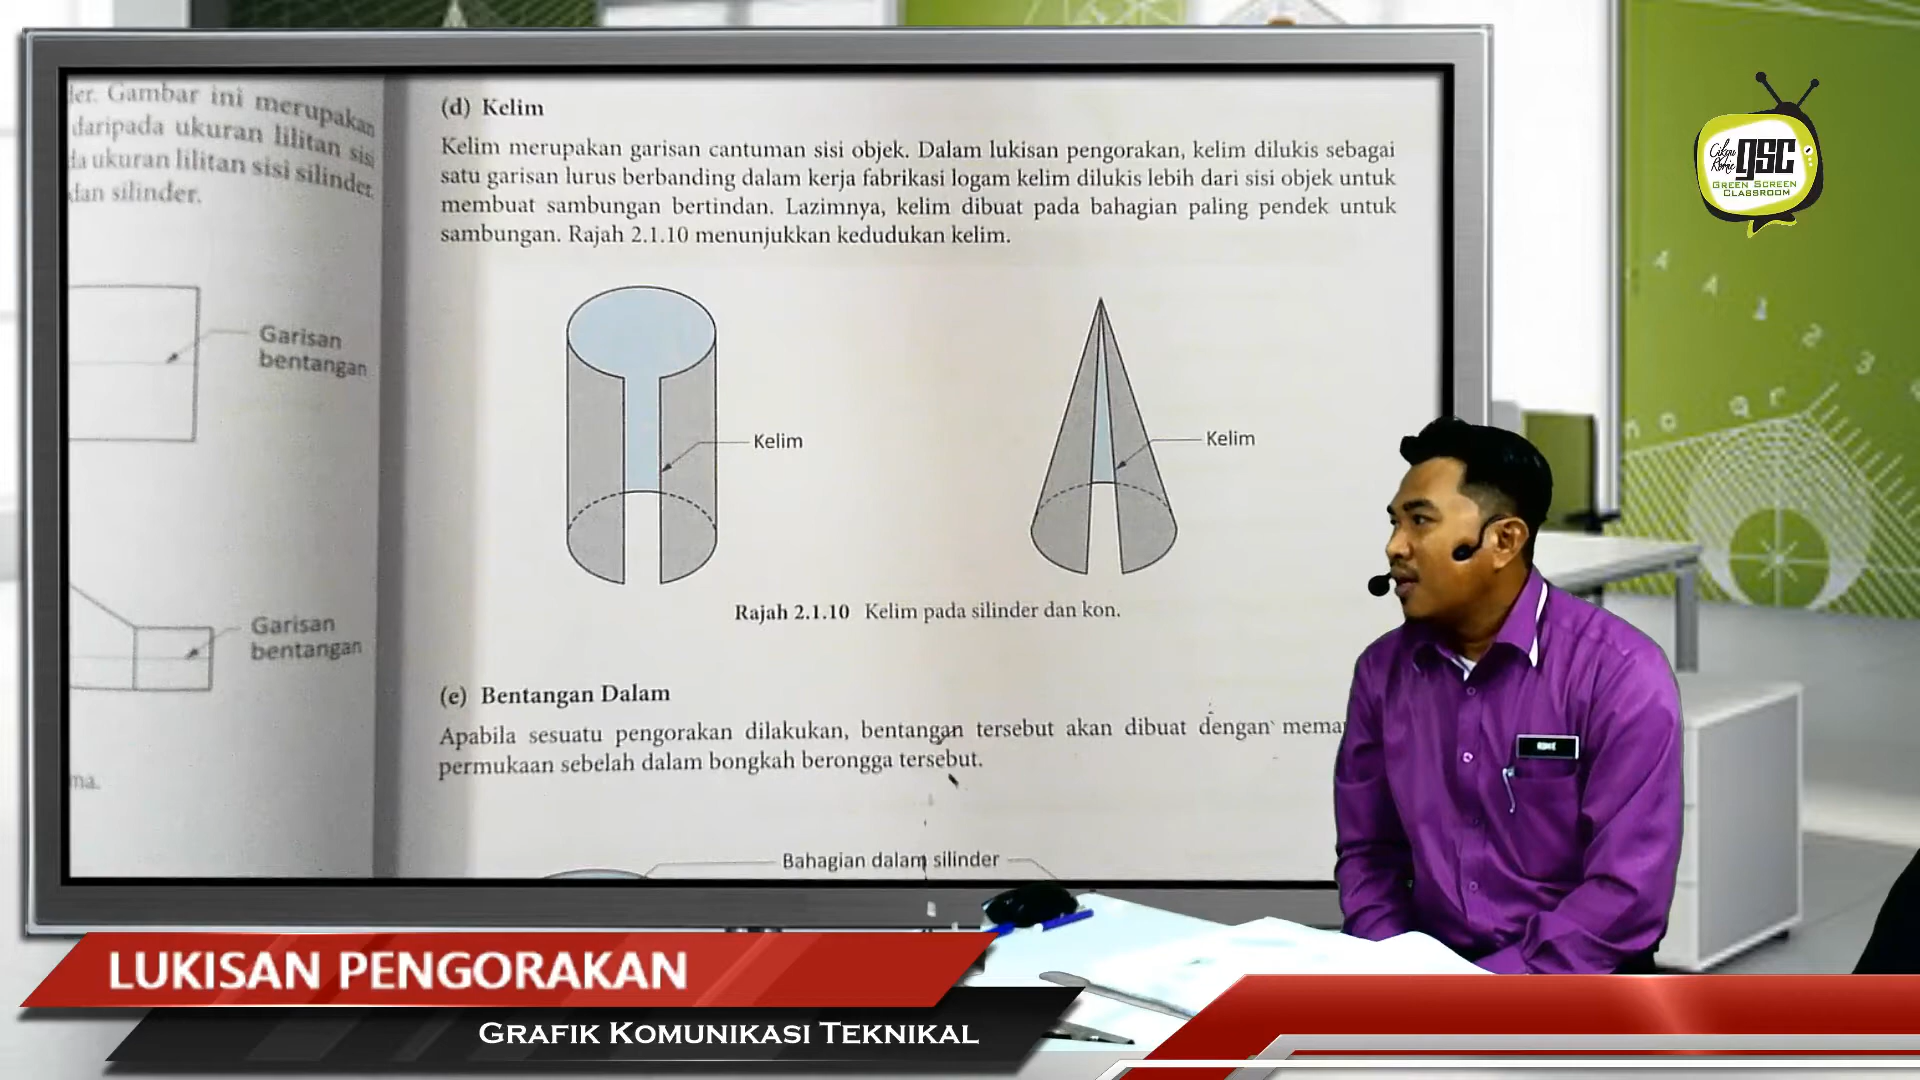 der. Gambar ini merupakan
daripada ukuran lilitan sisi
da ukuran lilitan sisi silinder.
dan silinder.
Garisan
bentangan
Garisan
bentangan
ma.
(d) Kelim
Kelim merupakan garisan cantuman sisi objek. Dalam lukisan pengorakan, kelim dilukis sebagai
satu garisan lurus berbanding dalam kerja fabrikasi logam kelim dilukis lebih dari sisi objek untuk
membuat sambungan bertindan. Lazimnya, kelim dibuat pada bahagian paling pendek untuk
sambungan. Rajah 2.1.10 menunjukkan kedudukan kelim.
Kelim
Kelim
Rajah 2.1.10 Kelim pada silinder dan kon.
(e) Bentangan Dalam
Apabila sesuatu pengorakan dilakukan, bentangan tersebut akan dibuat dengan mema
permukaan sebelah dalam bongkah berongga tersebut.
Bahagian dalam silinder
GSC
GREEN SCREEN
CLASSROOM
LUKISAN PENGORAKAN
GRAFIK KOMUNIKASI TEKNIKAL